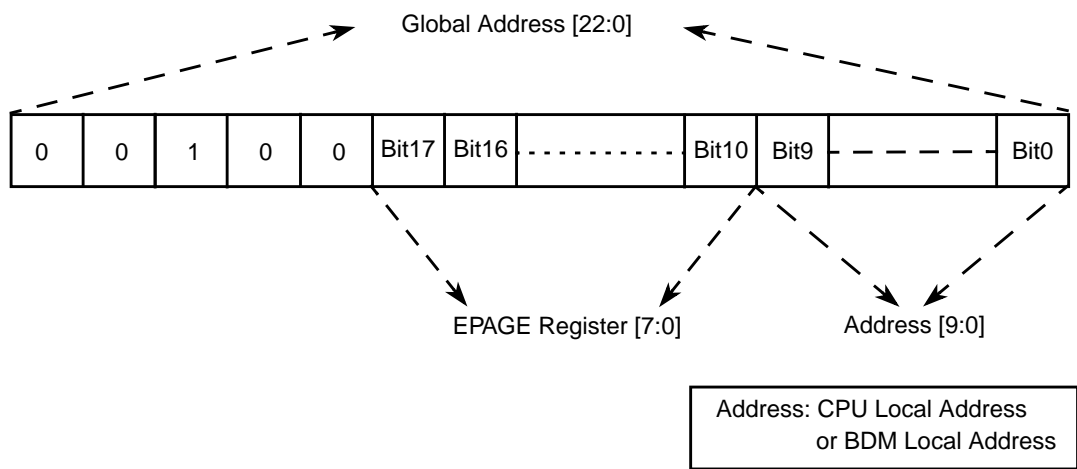 Global Address [22:0]
0 0 1 0 0 Bit17 Bit16 Bit10 Bit9 Bit0
EPAGE Register [7:0] Address [9:0]
Address: CPU Local Address
or BDM Local Address